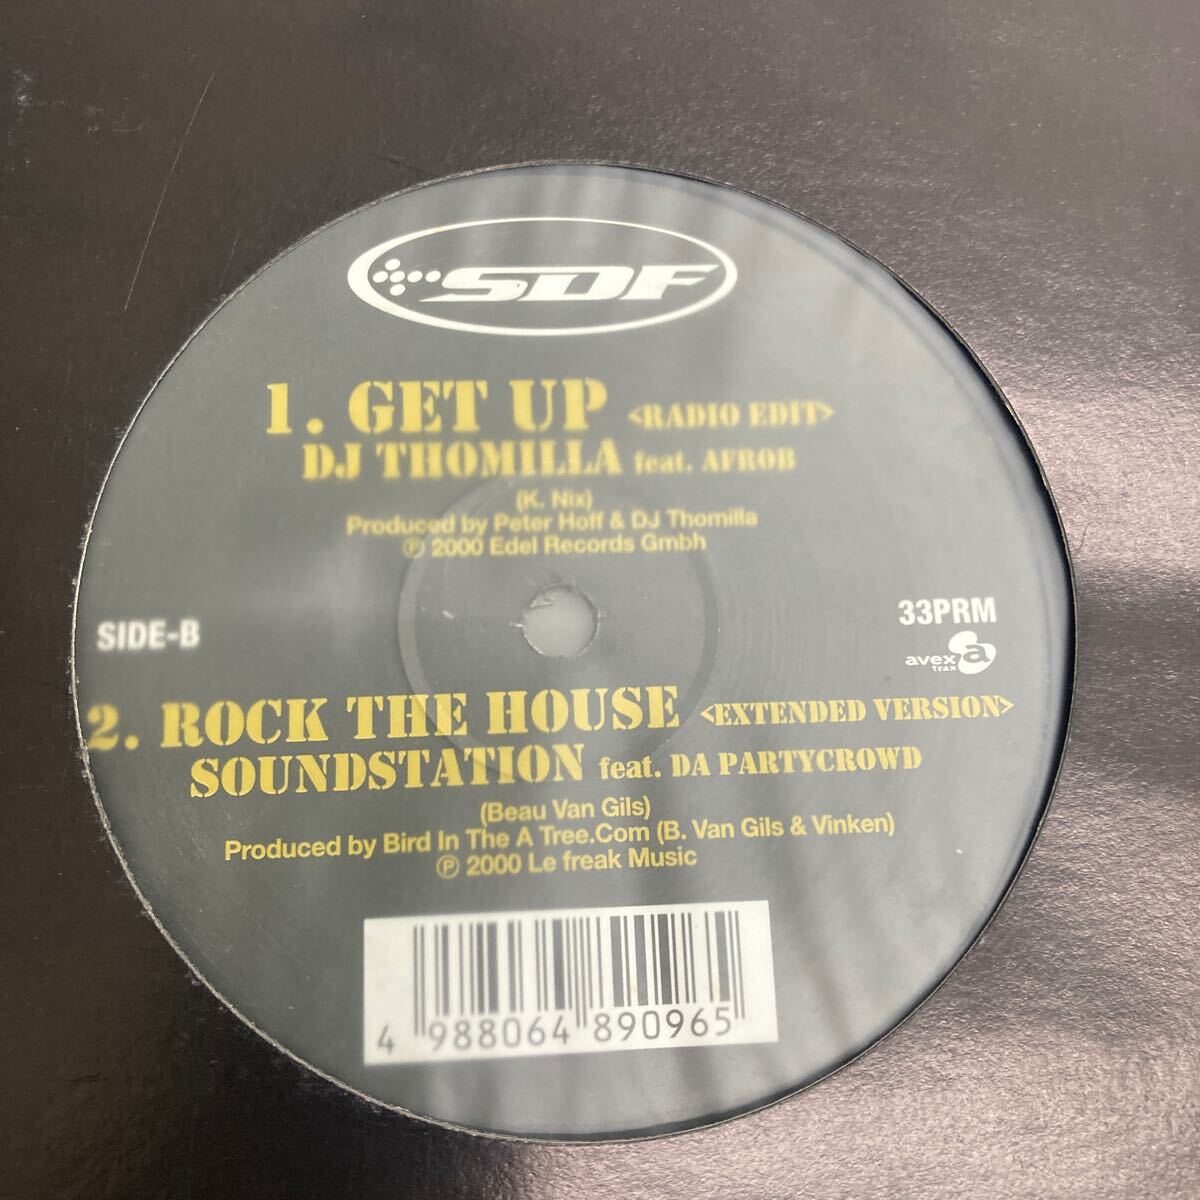 SDF
1. GET UP <RADIO EDIT>
DJ THOMILLA feat. AFROB
(K. Nix)
Produced by Peter Hoff & DJ Thomilla
℗ 2000 Edel Records Gmbh
SIDE-B
33PRM
avex trax a
2. ROCK THE HOUSE <EXTENDED VERSION>
SOUNDSTATION feat. DA PARTYCROWD
(Beau Van Gils)
Produced by Bird In The A Tree.Com (B. Van Gils & Vinken)
℗ 2000 Le freak Music
4 988064 890965